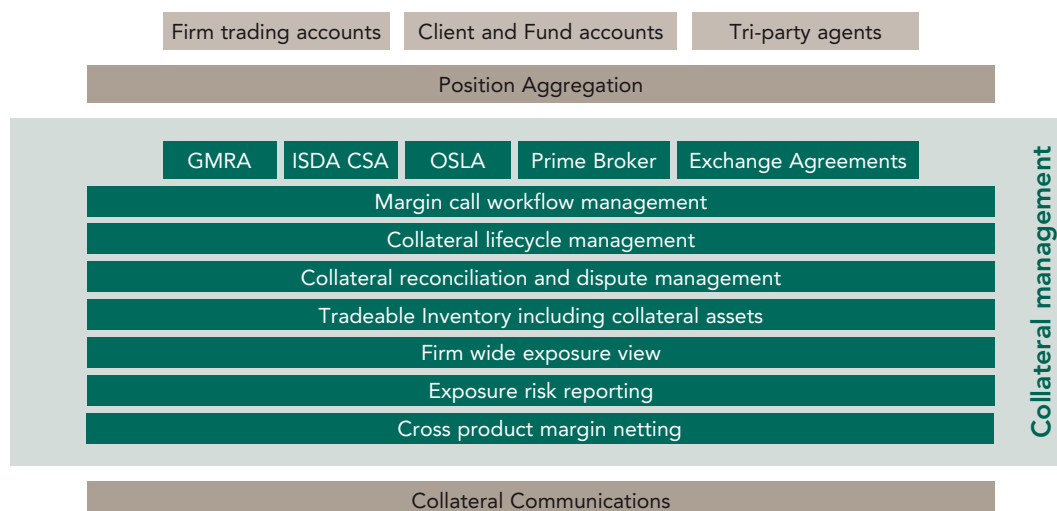 Firm trading accounts
Client and Fund accounts
Tri-party agents
Position Aggregation
GMRA
ISDA CSA
OSLA
Prime Broker
Exchange Agreements
Margin call workflow management
Collateral lifecycle management
Collateral reconciliation and dispute management
Tradeable Inventory including collateral assets
Firm wide exposure view
Exposure risk reporting
Cross product margin netting
Collateral management
Collateral Communications